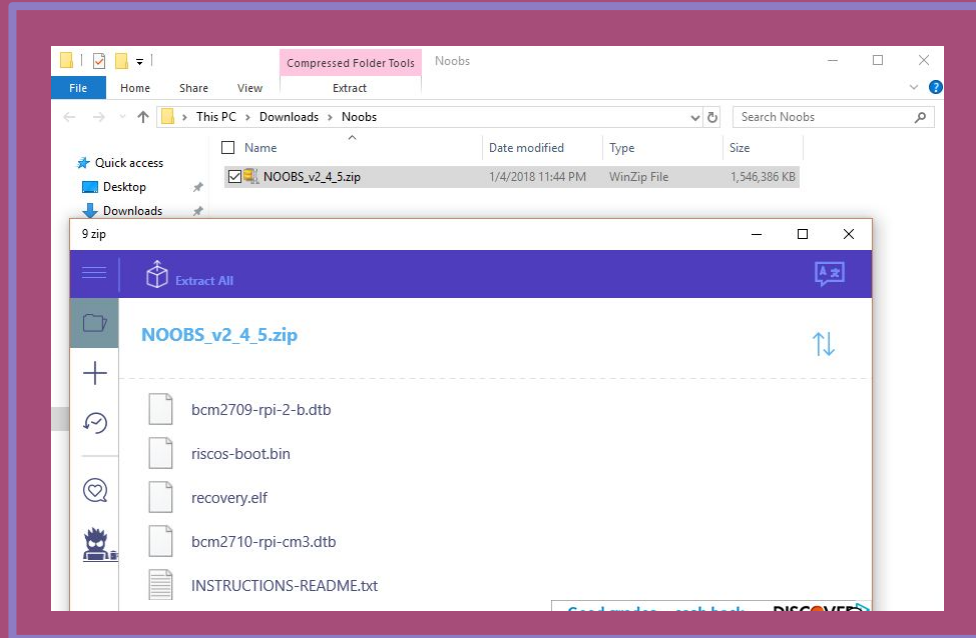 Compressed Folder Tools Noobs
File Home Share View Extract
This PC > Downloads > Noobs Search Noobs
Name Date modified Type Size
Quick access
NOOBS_v2_4_5.zip 1/4/2018 11:44 PM WinZip File 1,546,386 KB
Desktop
Downloads
9 zip
Extract All
NOOBS_v2_4_5.zip
bcm2709-rpi-2-b.dtb
riscos-boot.bin
recovery.elf
bcm2710-rpi-cm3.dtb
INSTRUCTIONS-README.txt
DISCOVER